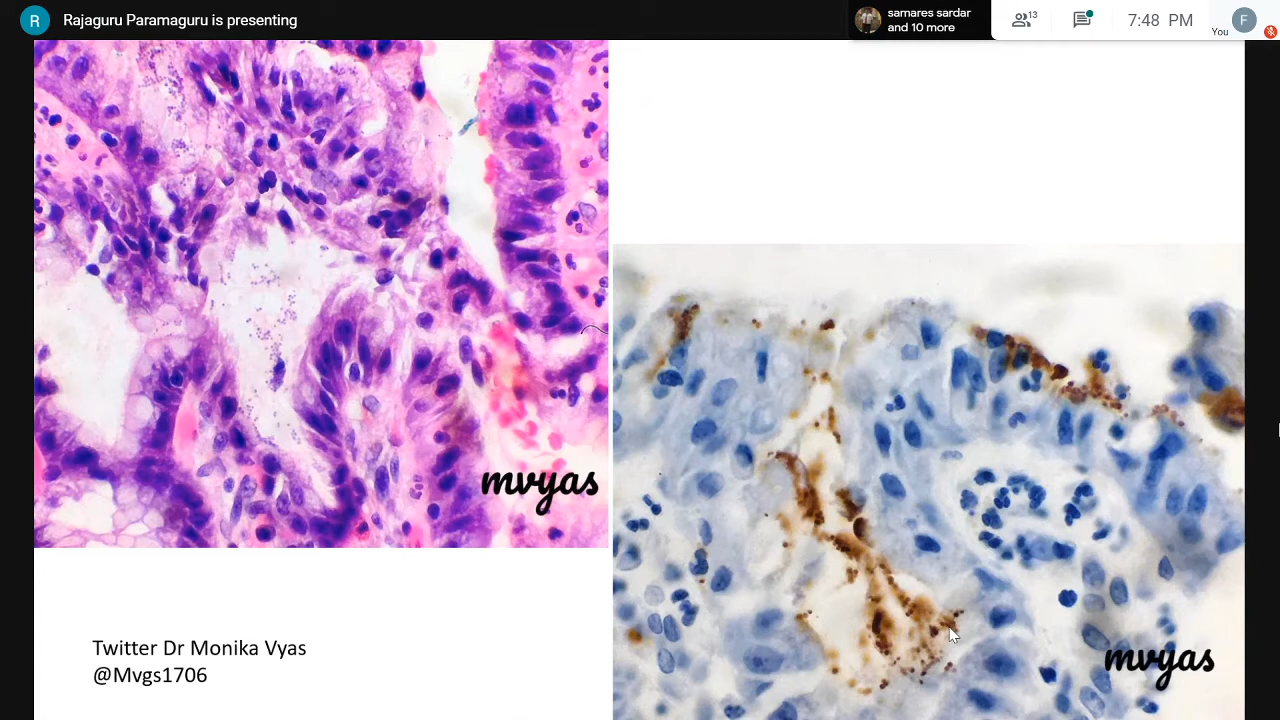 R
Rajaguru Paramaguru is presenting
samares sardar
and 10 more
13
7:48 PM
You
F
mvyas
mvyas
Twitter Dr Monika Vyas
@Mvgs1706